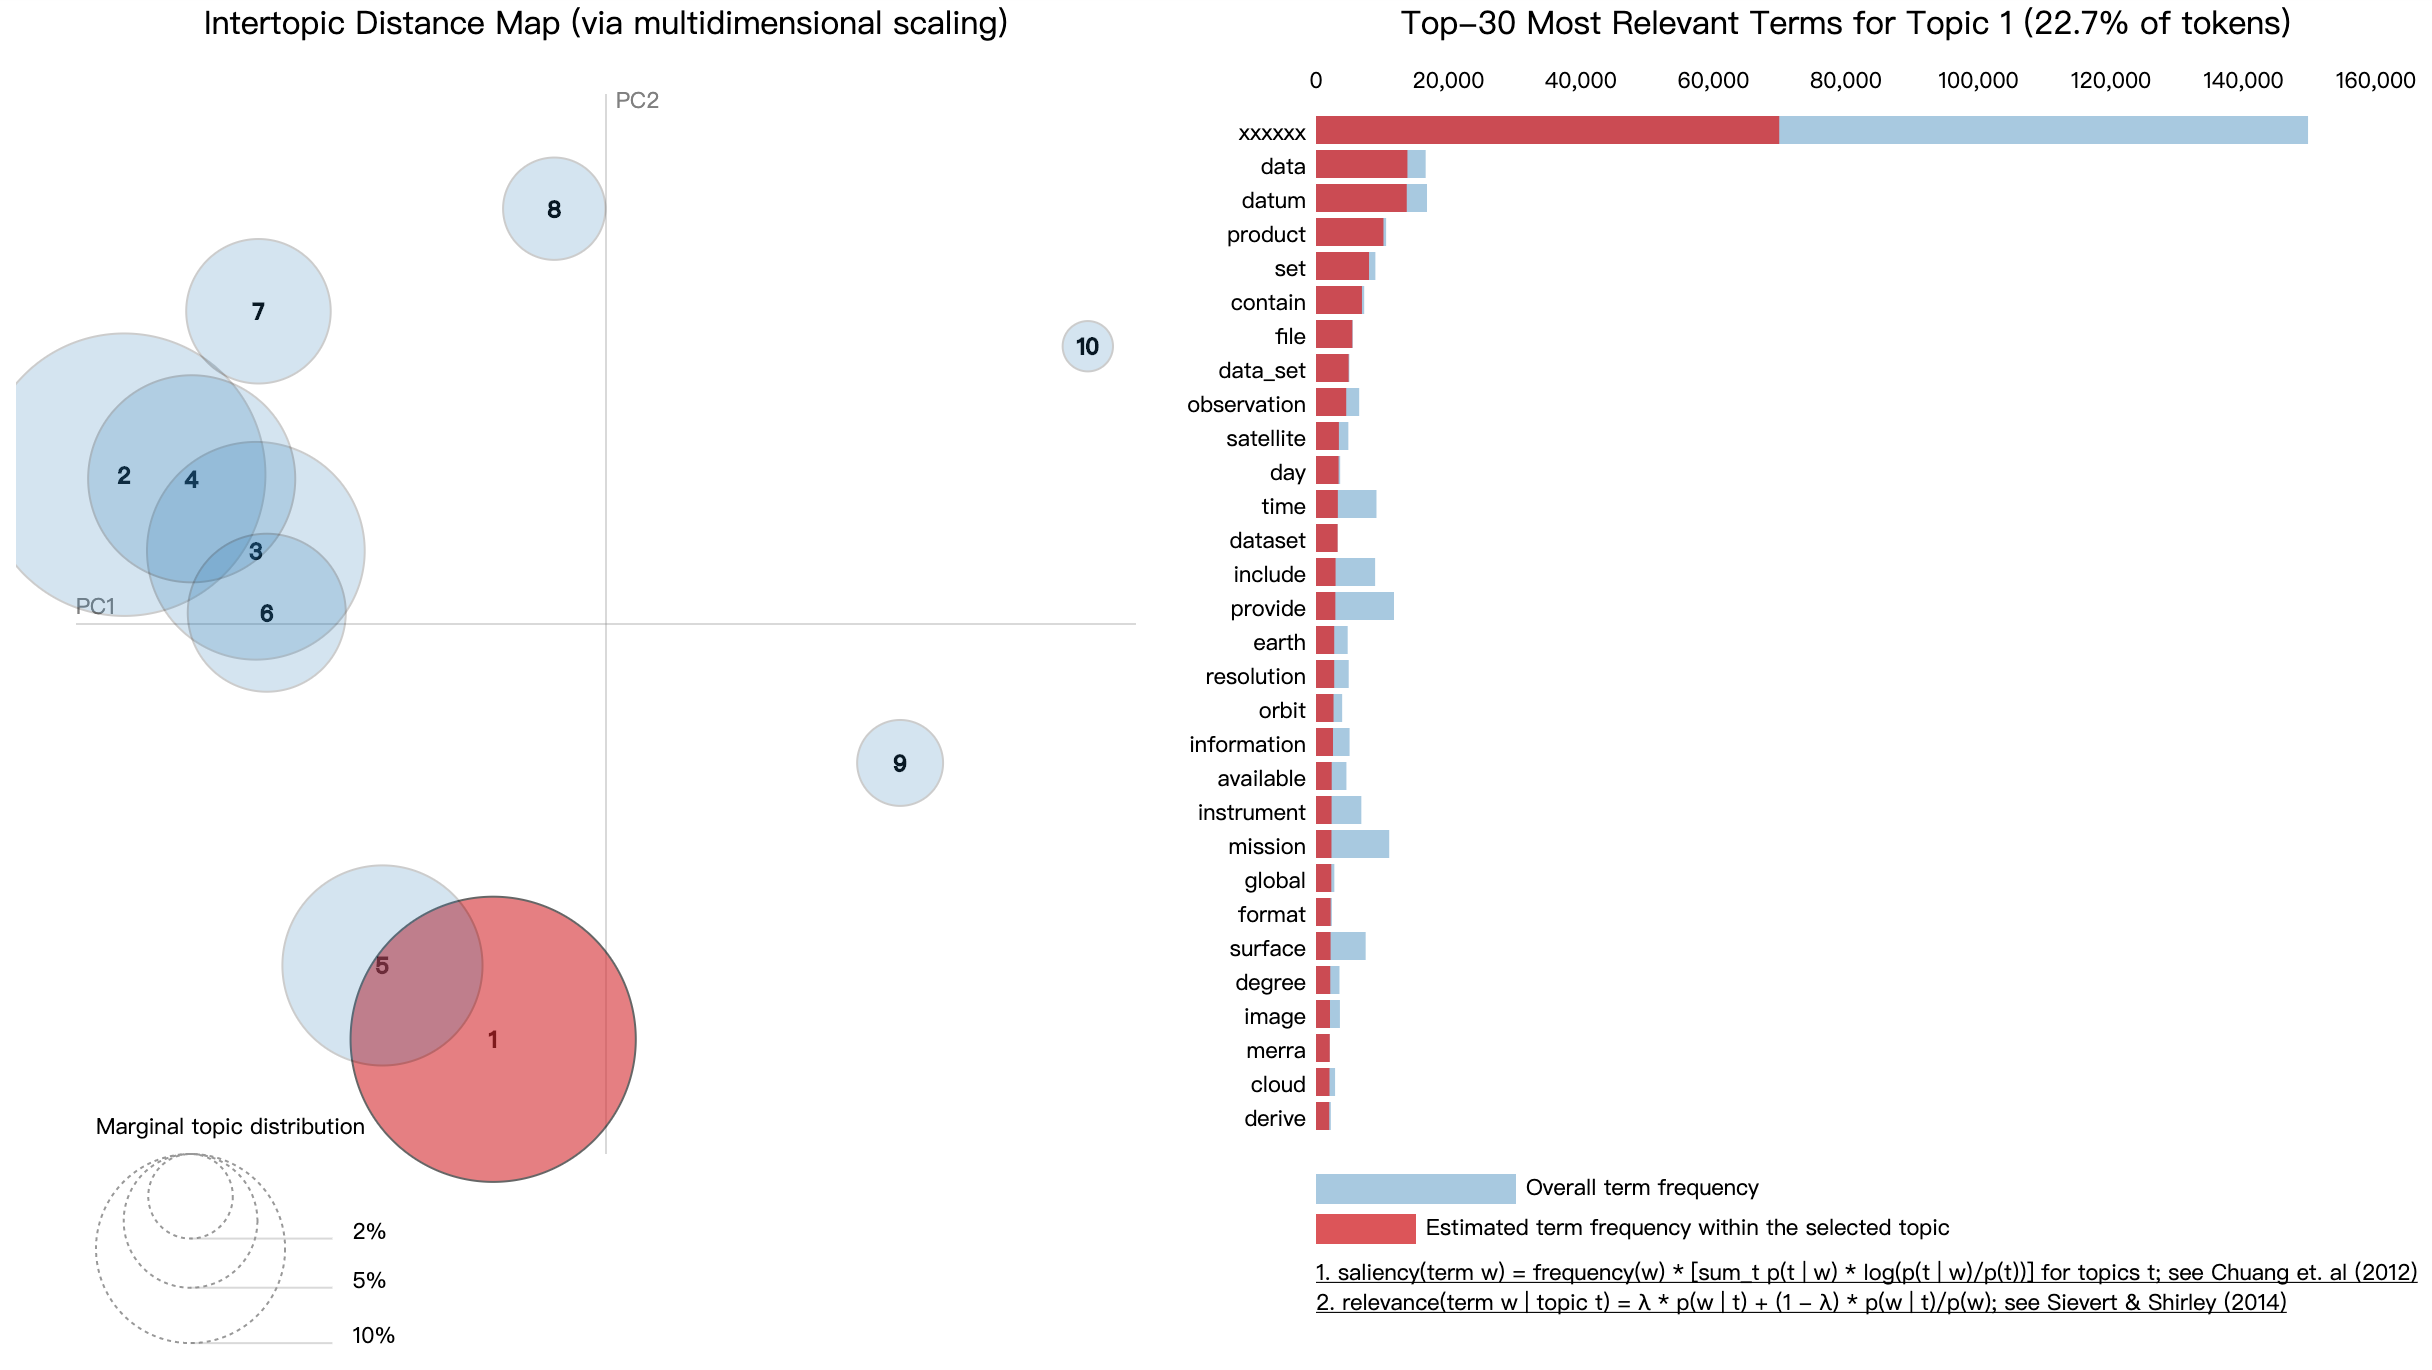 Intertopic Distance Map (via multidimensional scaling)
PC2
8
7
10
2
4
3
PC1
6
9
5
1
Marginal topic distribution
2%
5%
10%
Top-30 Most Relevant Terms for Topic 1 (22.7% of tokens)
0 20,000 40,000 60,000 80,000 100,000 120,000 140,000 160,000
xxxxxx
data
datum
product
set
contain
file
data_set
observation
satellite
day
time
dataset
include
provide
earth
resolution
orbit
information
available
instrument
mission
global
format
surface
degree
image
merra
cloud
derive
Overall term frequency
Estimated term frequency within the selected topic
1. saliency(term w) = frequency(w) * [sum_t p(t | w) * log(p(t | w)/p(t))] for topics t; see Chuang et. al (2012)
2. relevance(term w | topic t) = λ * p(w | t) + (1 - λ) * p(w | t)/p(w); see Sievert & Shirley (2014)